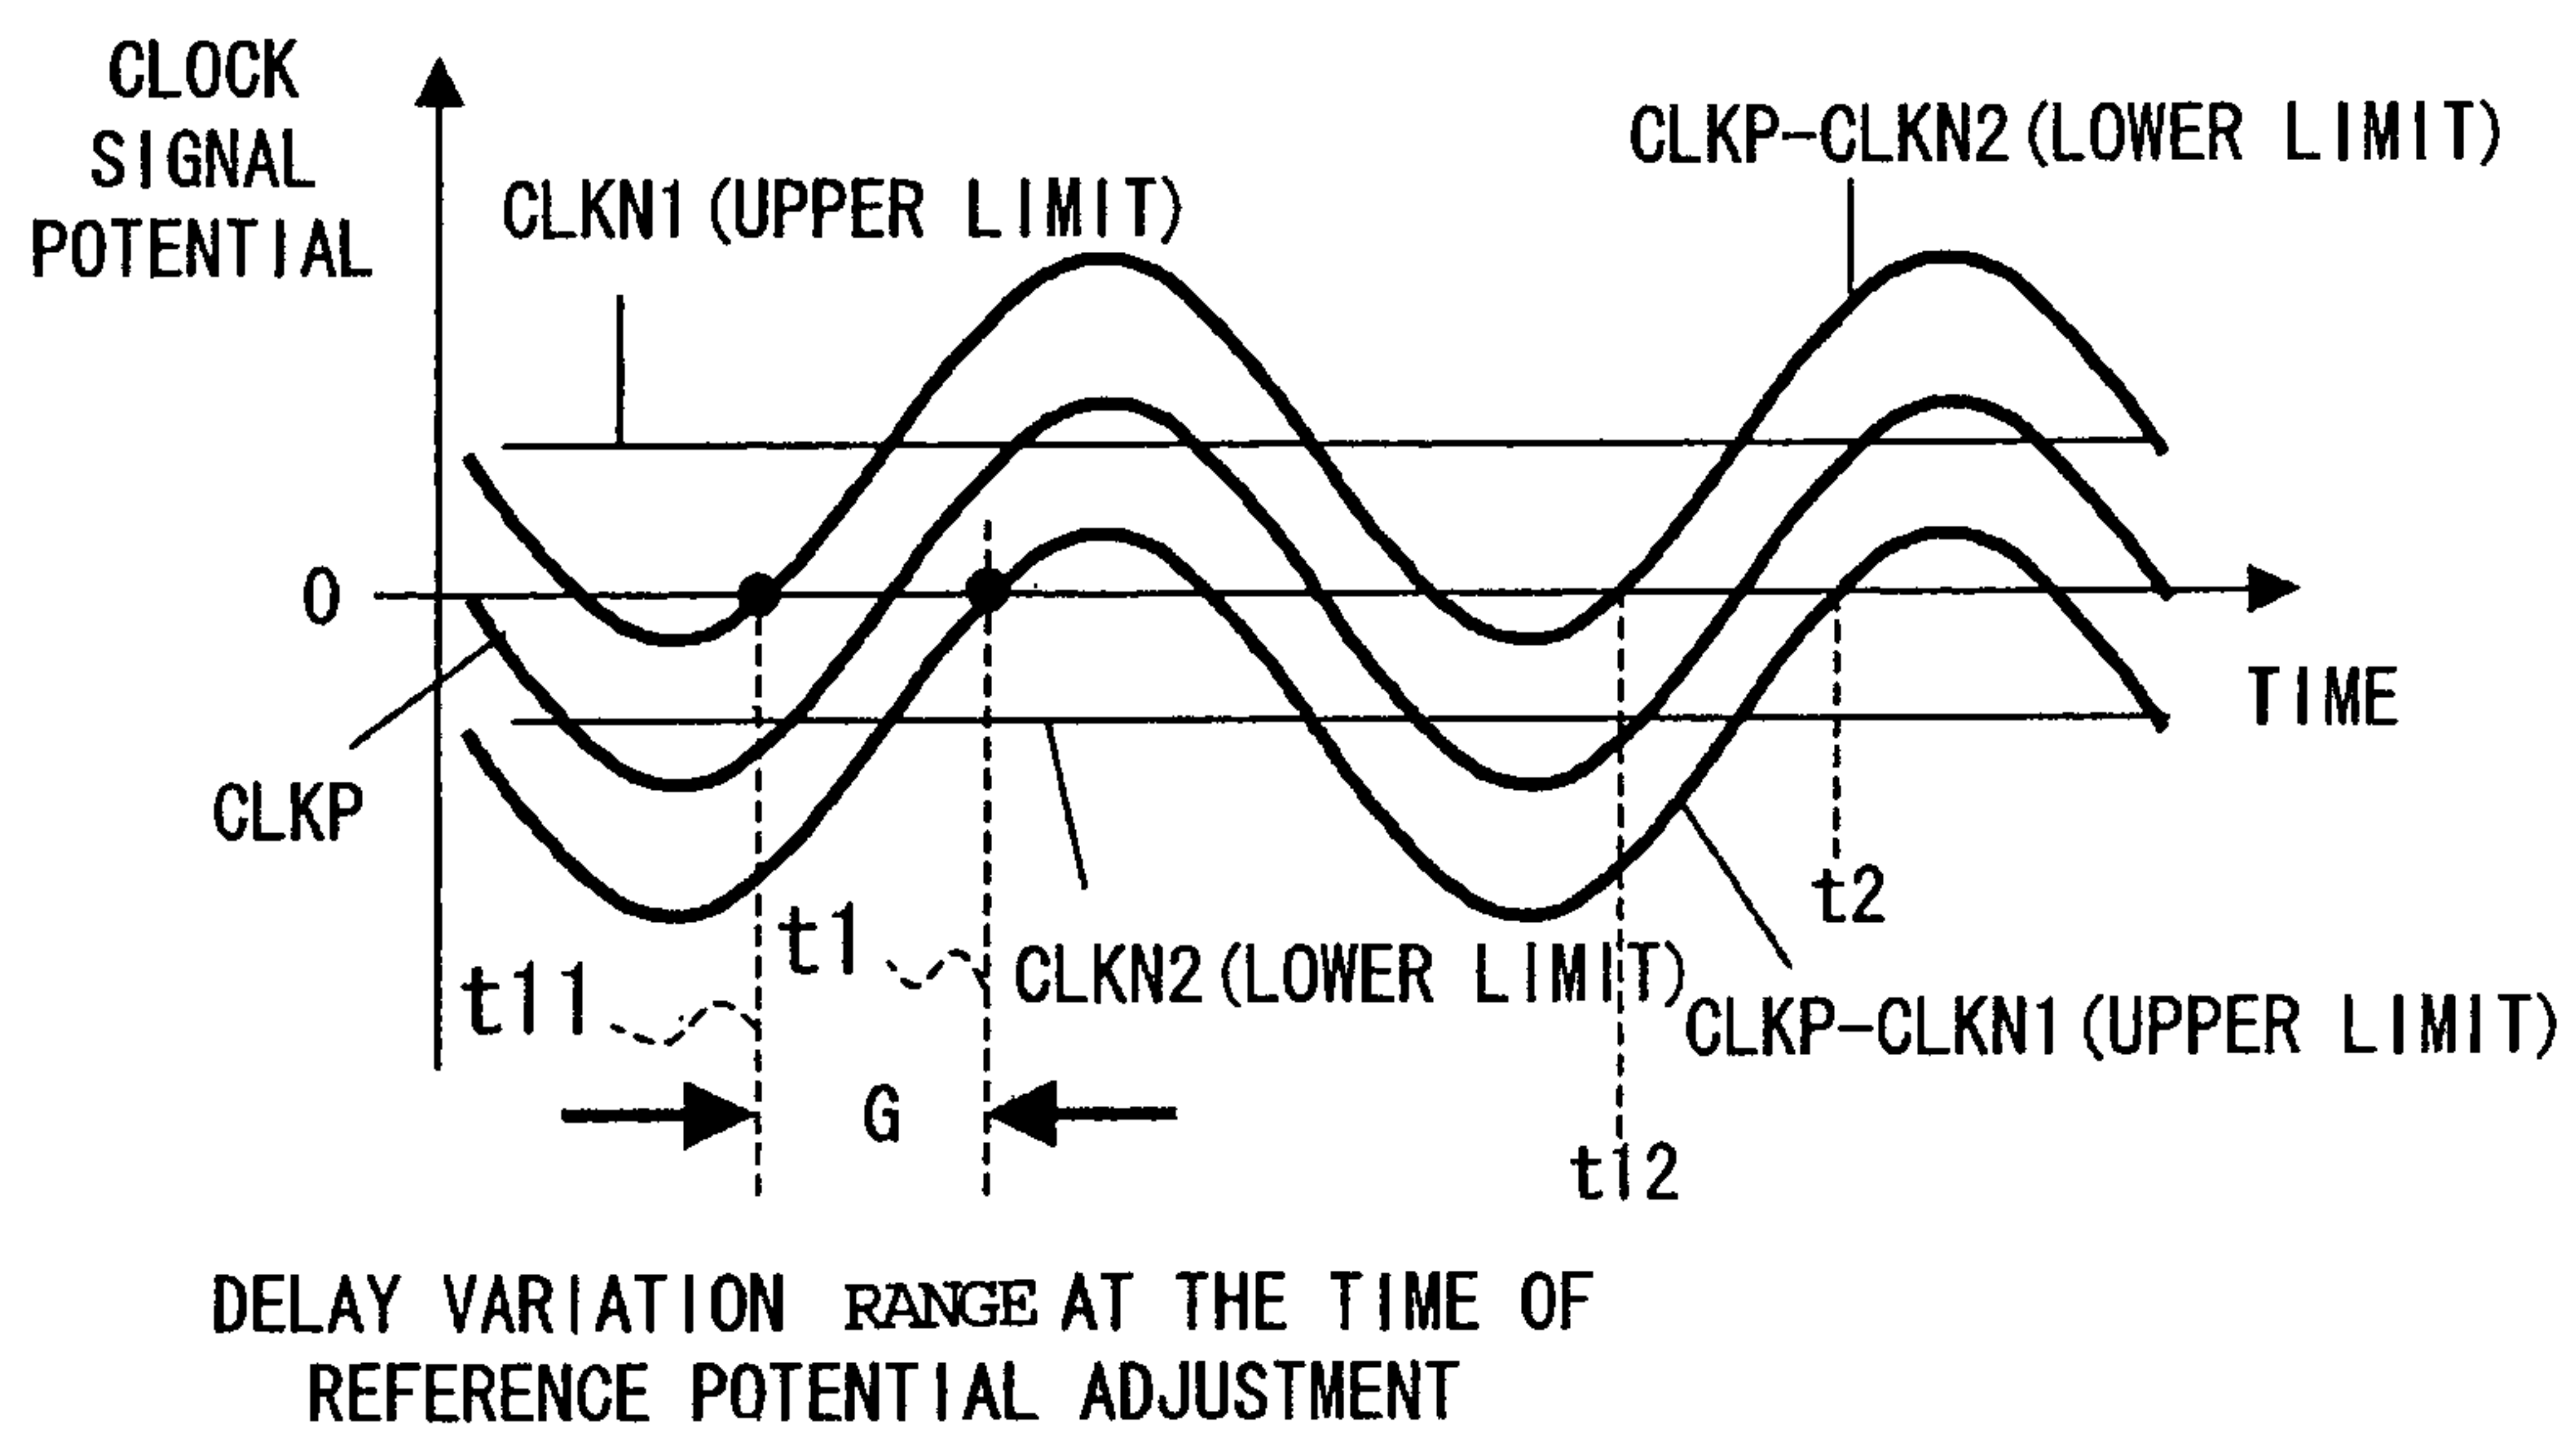 CLOCK
SIGNAL
POTENTIAL
CLKN1(UPPER LIMIT)
CLKP-CLKN2(LOWER LIMIT)
0
TIME
CLKP
t11
t1
CLKN2(LOWER LIMIT)
t2
CLKP-CLKN1(UPPER LIMIT)
G
t12
DELAY VARIATION RANGE AT THE TIME OF
REFERENCE POTENTIAL ADJUSTMENT